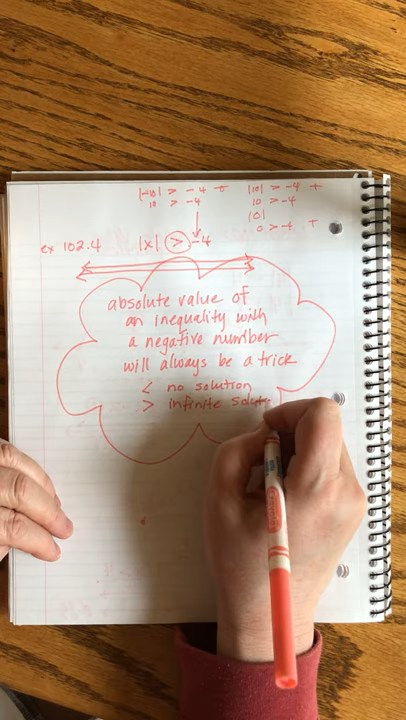 |-10| > -4 +
10 > -4
|10| > -4 +
10 > -4
|0|
0 > -4 T
ex 102.4 |x| > -4
absolute value of
an inequality with
a negative number
will always be a trick
< no solution
> infinite solut